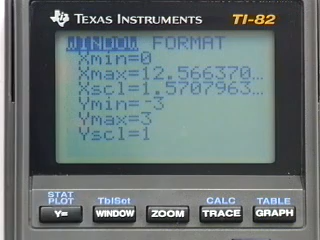 TEXAS INSTRUMENTS TI-82
WINDOW FORMAT
Xmin=0
Xmax=12.566370…
Xscl=1.5707963…
Ymin=-3
Ymax=3
Yscl=1
STAT PLOT TblSet CALC TABLE
Y= WINDOW ZOOM TRACE GRAPH